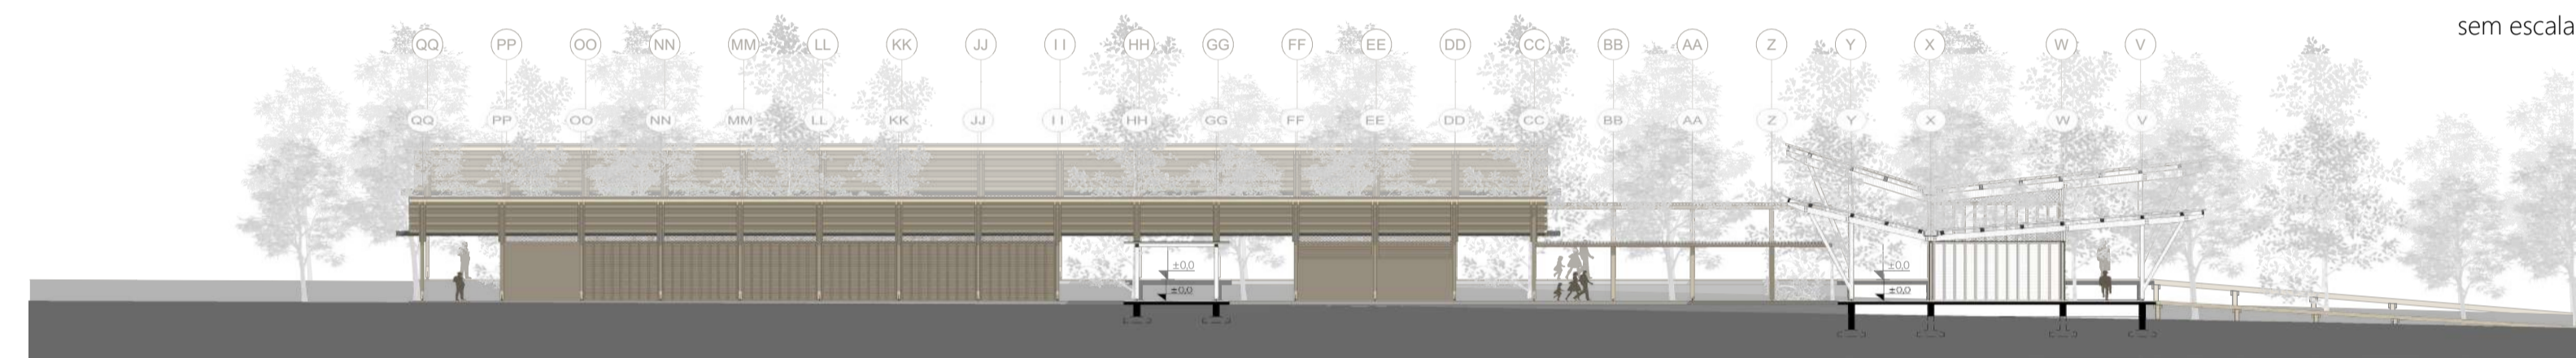 sem escala
QQ PP OO NN MM LL KK JJ II HH GG FF EE DD CC BB AA Z Y X W V
QQ PP OO NN MM LL KK JJ II HH GG FF EE DD CC BB AA Z Y X W V
±0,0 ±0,0
±0,0 ±0,0